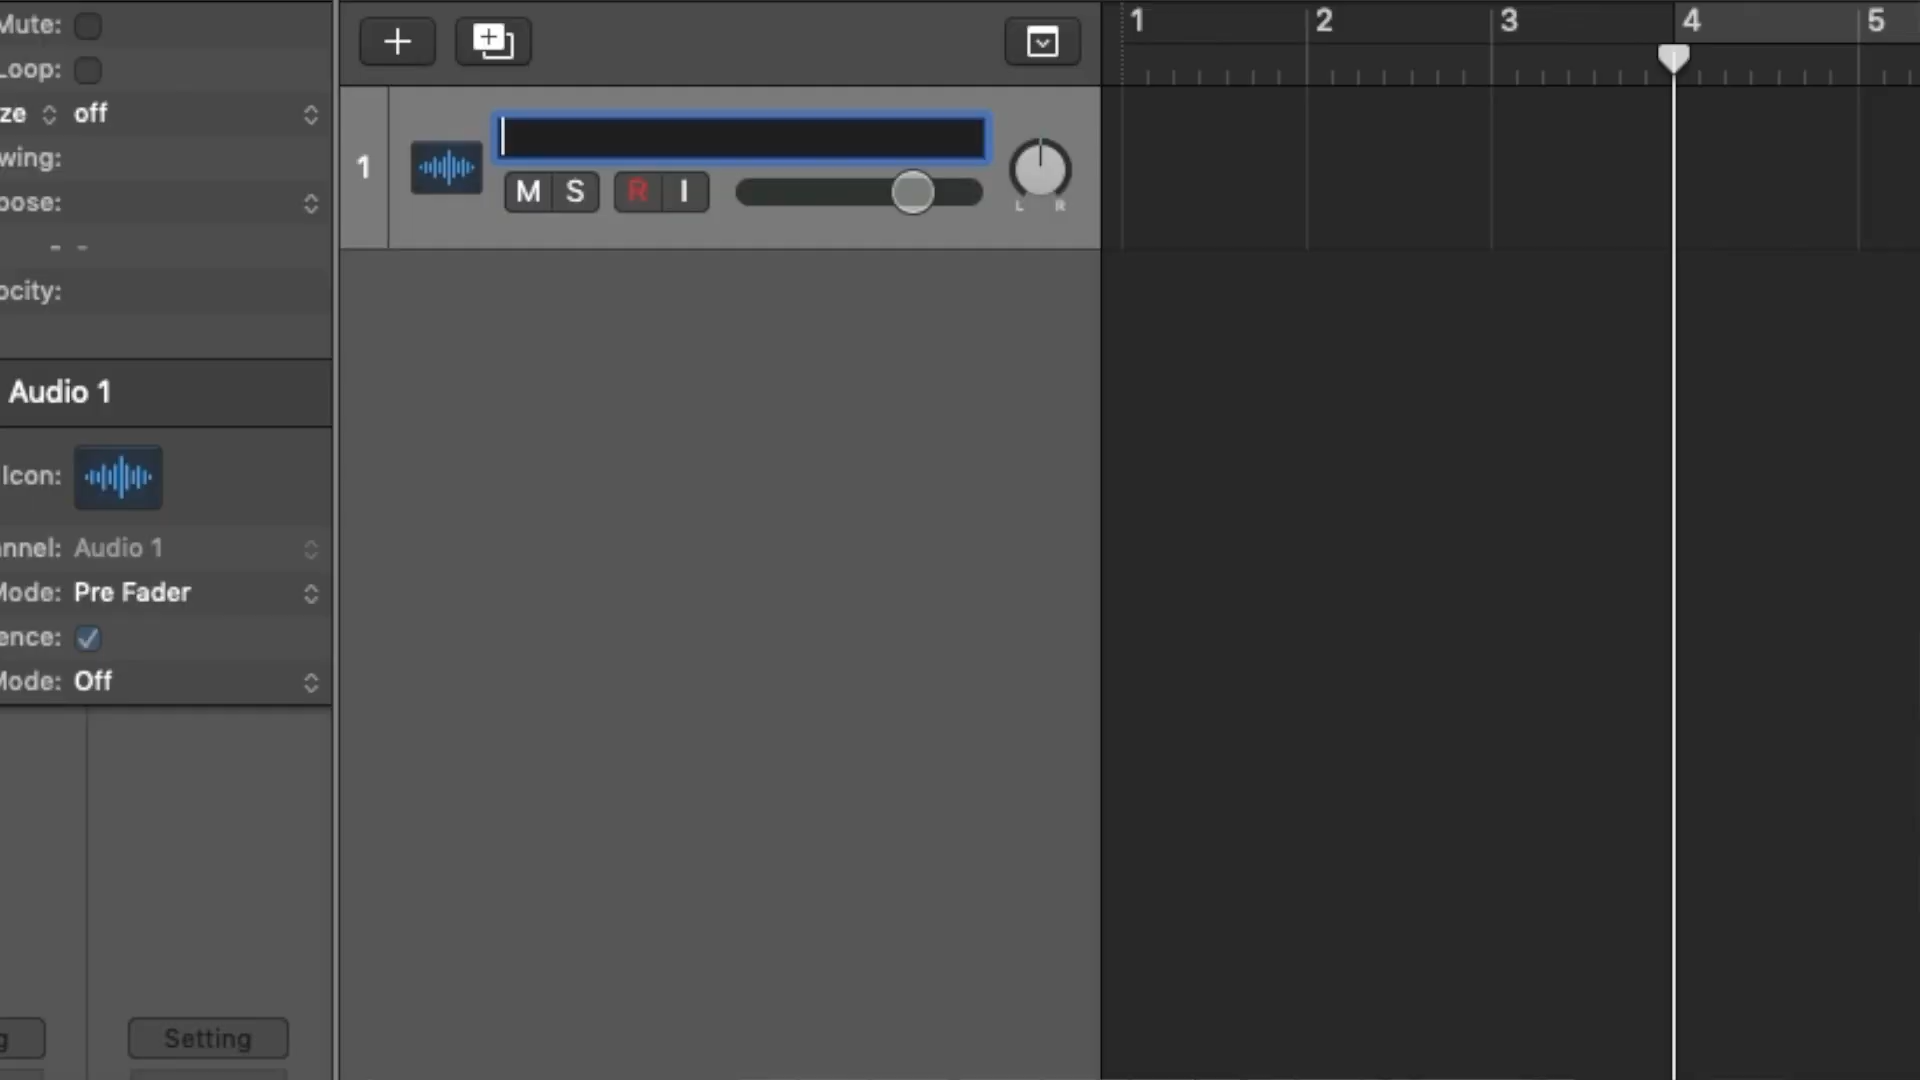 Mute:
Loop:
ze off
wing:
pose:
- -
ocity:
Audio 1
Icon:
nnel: Audio 1
Mode: Pre Fader
ence:
Mode: Off
g
Setting
1
M S R I
L R
1 2 3 4 5